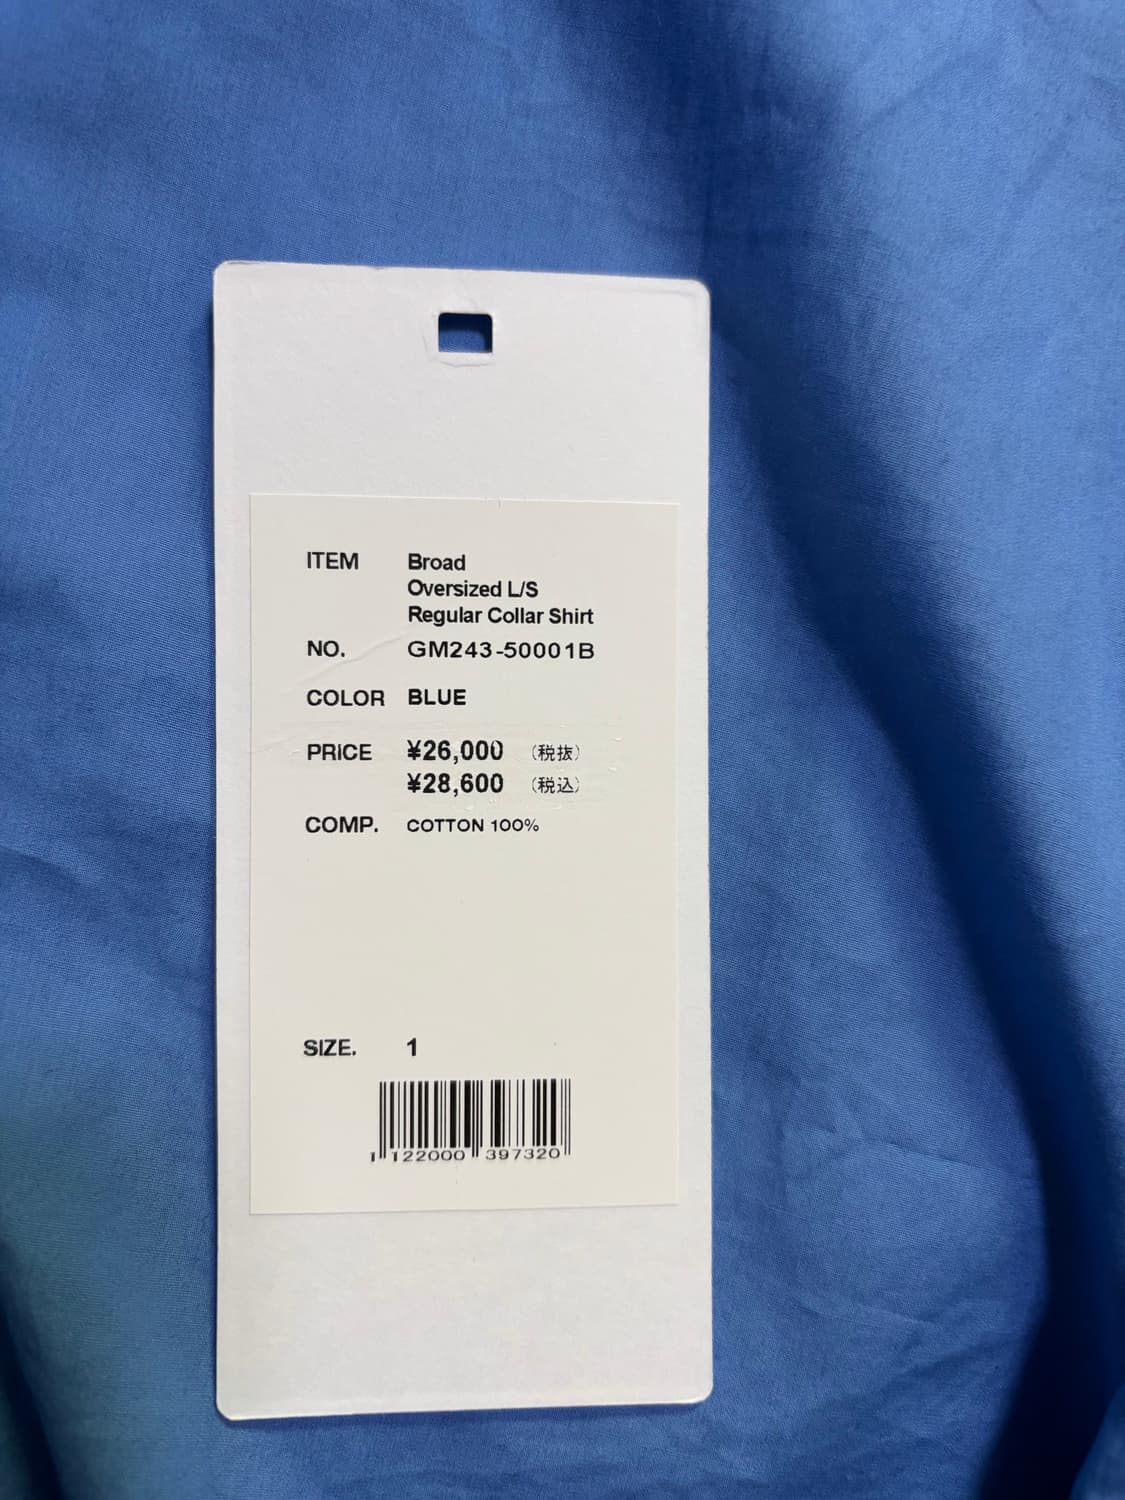 ITEM Broad
Oversized L/S
Regular Collar Shirt
NO. GM243-50001B
COLOR BLUE
PRICE ¥26,000 (税抜)
¥28,600 (税込)
COMP. COTTON 100%
SIZE. 1
1 122000 397320